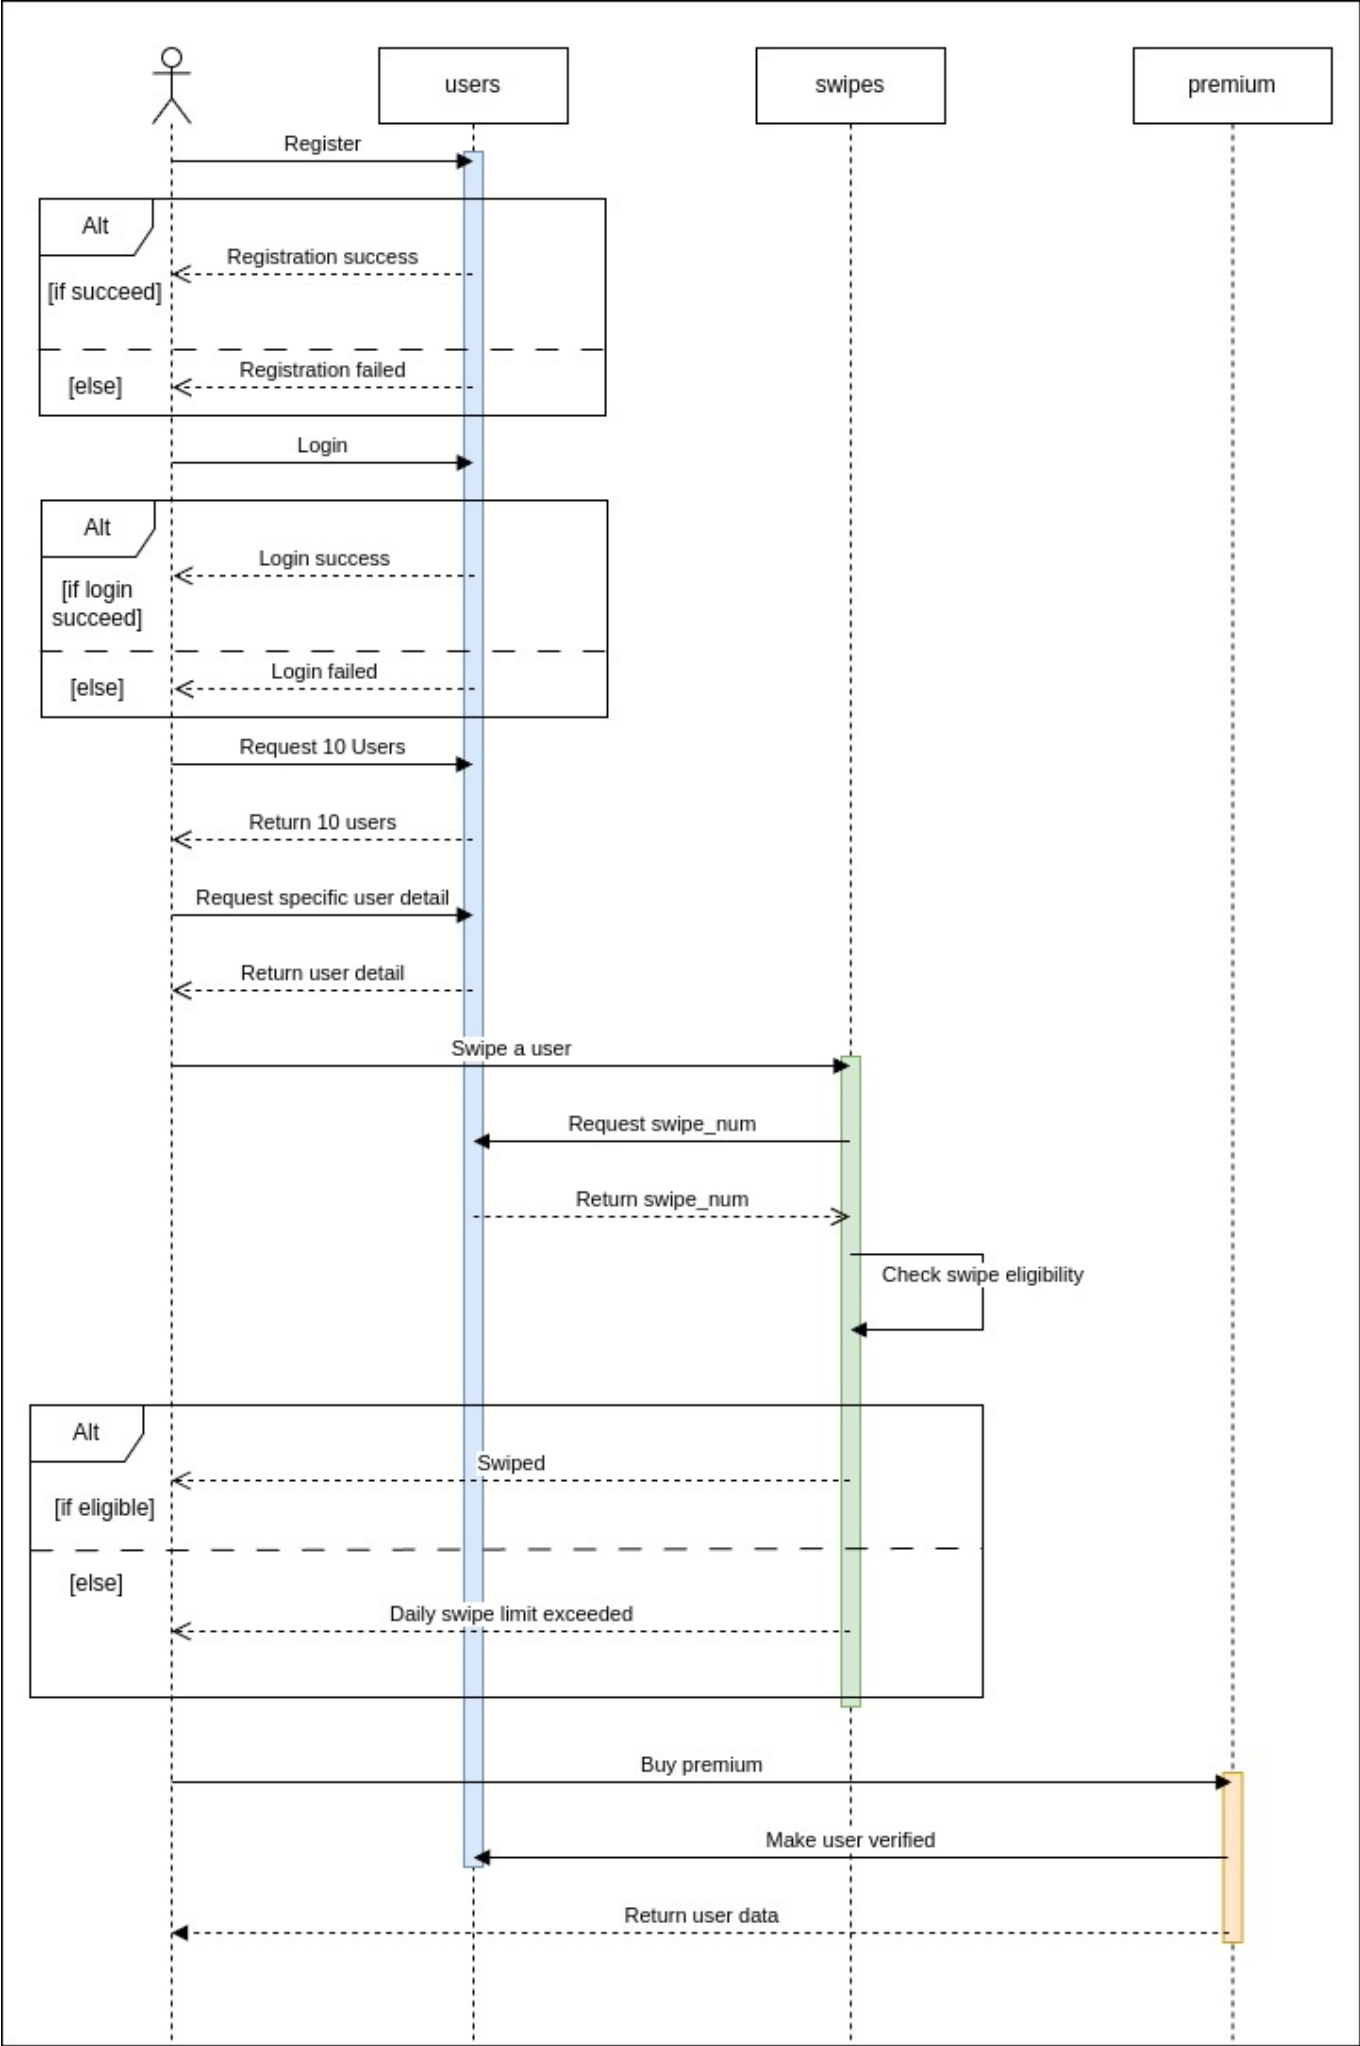 users
swipes
premium
Register
Alt
Registration success
[if succeed]
Registration failed
[else]
Login
Alt
Login success
[if login
succeed]
Login failed
[else]
Request 10 Users
Return 10 users
Request specific user detail
Return user detail
Swipe a user
Request swipe_num
Return swipe_num
Check swipe eligibility
Alt
Swiped
[if eligible]
[else]
Daily swipe limit exceeded
Buy premium
Make user verified
Return user data